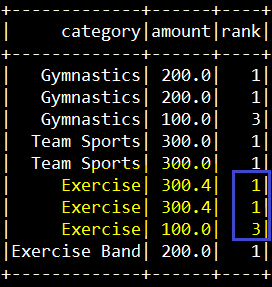 +-------------+------+----+
|     category|amount|rank|
+-------------+------+----+
|   Gymnastics| 200.0|   1|
|   Gymnastics| 200.0|   1|
|   Gymnastics| 100.0|   3|
|  Team Sports| 300.0|   1|
|  Team Sports| 300.0|   1|
|     Exercise| 300.4|   1|
|     Exercise| 300.4|   1|
|     Exercise| 100.0|   3|
|Exercise Band| 200.0|   1|
+-------------+------+----+